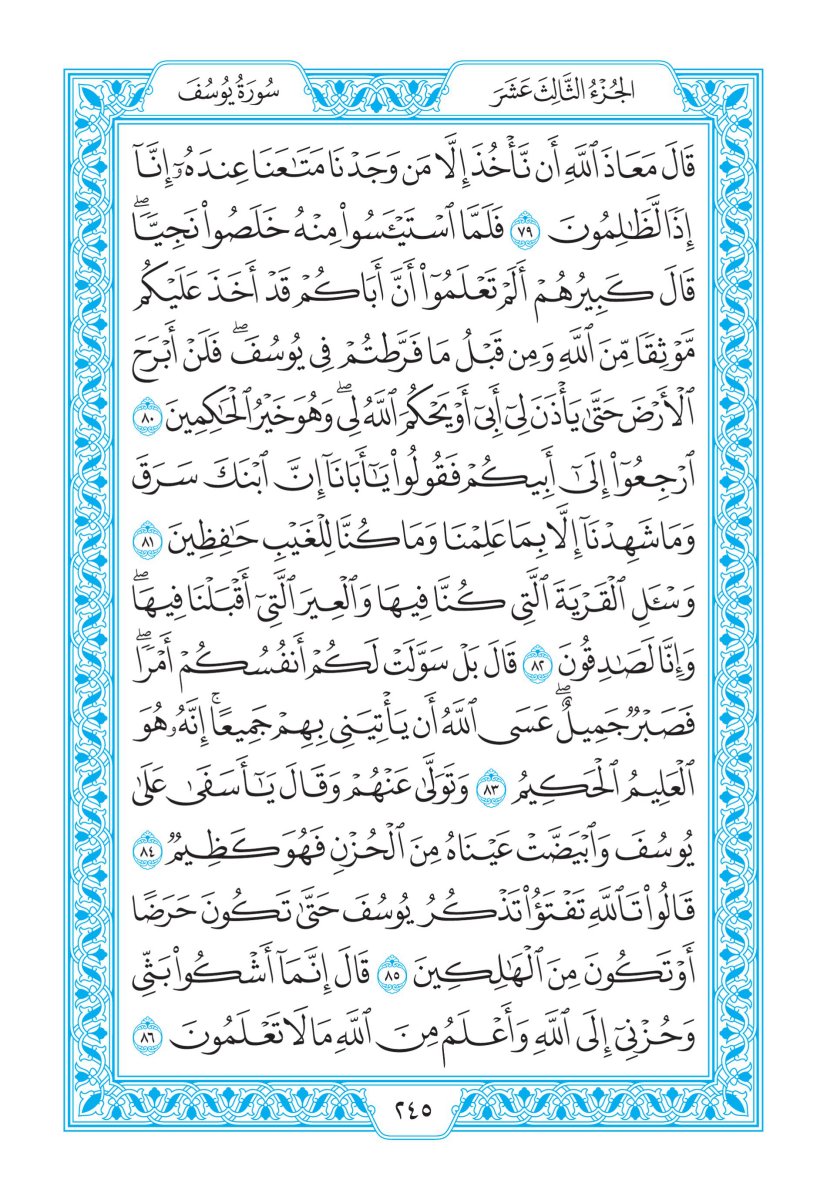 الجُزْءُ الثَّالِثَ عَشَرَ
سُورَةُ يُوسُفَ
قَالَ مَعَاذَ ٱللَّهِ أَن نَّأۡخُذَ إِلَّا مَن وَجَدۡنَا مَتَٰعَنَا عِندَهُۥٓ إِنَّآ
إِذٗا لَّظَٰلِمُونَ ٧٩ فَلَمَّا ٱسۡتَيۡـَٔسُواْ مِنۡهُ خَلَصُواْ نَجِيّٗاۖ
قَالَ كَبِيرُهُمۡ أَلَمۡ تَعۡلَمُوٓاْ أَنَّ أَبَاكُمۡ قَدۡ أَخَذَ عَلَيۡكُم
مَّوۡثِقٗا مِّنَ ٱللَّهِ وَمِن قَبۡلُ مَا فَرَّطتُمۡ فِي يُوسُفَۖ فَلَنۡ أَبۡرَحَ
ٱلۡأَرۡضَ حَتَّىٰ يَأۡذَنَ لِيٓ أَبِيٓ أَوۡ يَحۡكُمَ ٱللَّهُ لِيۖ وَهُوَ خَيۡرُ ٱلۡحَٰكِمِينَ ٨٠
ٱرۡجِعُوٓاْ إِلَىٰٓ أَبِيكُمۡ فَقُولُواْ يَٰٓأَبَانَآ إِنَّ ٱبۡنَكَ سَرَقَ
وَمَا شَهِدۡنَآ إِلَّا بِمَا عَلِمۡنَا وَمَا كُنَّا لِلۡغَيۡبِ حَٰفِظِينَ ٨١
وَسۡـَٔلِ ٱلۡقَرۡيَةَ ٱلَّتِي كُنَّا فِيهَا وَٱلۡعِيرَ ٱلَّتِيٓ أَقۡبَلۡنَا فِيهَاۖ
وَإِنَّا لَصَٰدِقُونَ ٨٢ قَالَ بَلۡ سَوَّلَتۡ لَكُمۡ أَنفُسُكُمۡ أَمۡرٗاۖ
فَصَبۡرٞ جَمِيلٌۖ عَسَى ٱللَّهُ أَن يَأۡتِيَنِي بِهِمۡ جَمِيعًاۚ إِنَّهُۥ هُوَ
ٱلۡعَلِيمُ ٱلۡحَكِيمُ ٨٣ وَتَوَلَّىٰ عَنۡهُمۡ وَقَالَ يَٰٓأَسَفَىٰ عَلَىٰ
يُوسُفَ وَٱبۡيَضَّتۡ عَيۡنَاهُ مِنَ ٱلۡحُزۡنِ فَهُوَ كَظِيمٞ ٨٤
قَالُواْ تَٱللَّهِ تَفۡتَؤُاْ تَذۡكُرُ يُوسُفَ حَتَّىٰ تَكُونَ حَرَضًا
أَوۡ تَكُونَ مِنَ ٱلۡهَٰلِكِينَ ٨٥ قَالَ إِنَّمَآ أَشۡكُواْ بَثِّي
وَحُزۡنِيٓ إِلَى ٱللَّهِ وَأَعۡلَمُ مِنَ ٱللَّهِ مَا لَا تَعۡلَمُونَ ٨٦
٢٤٥